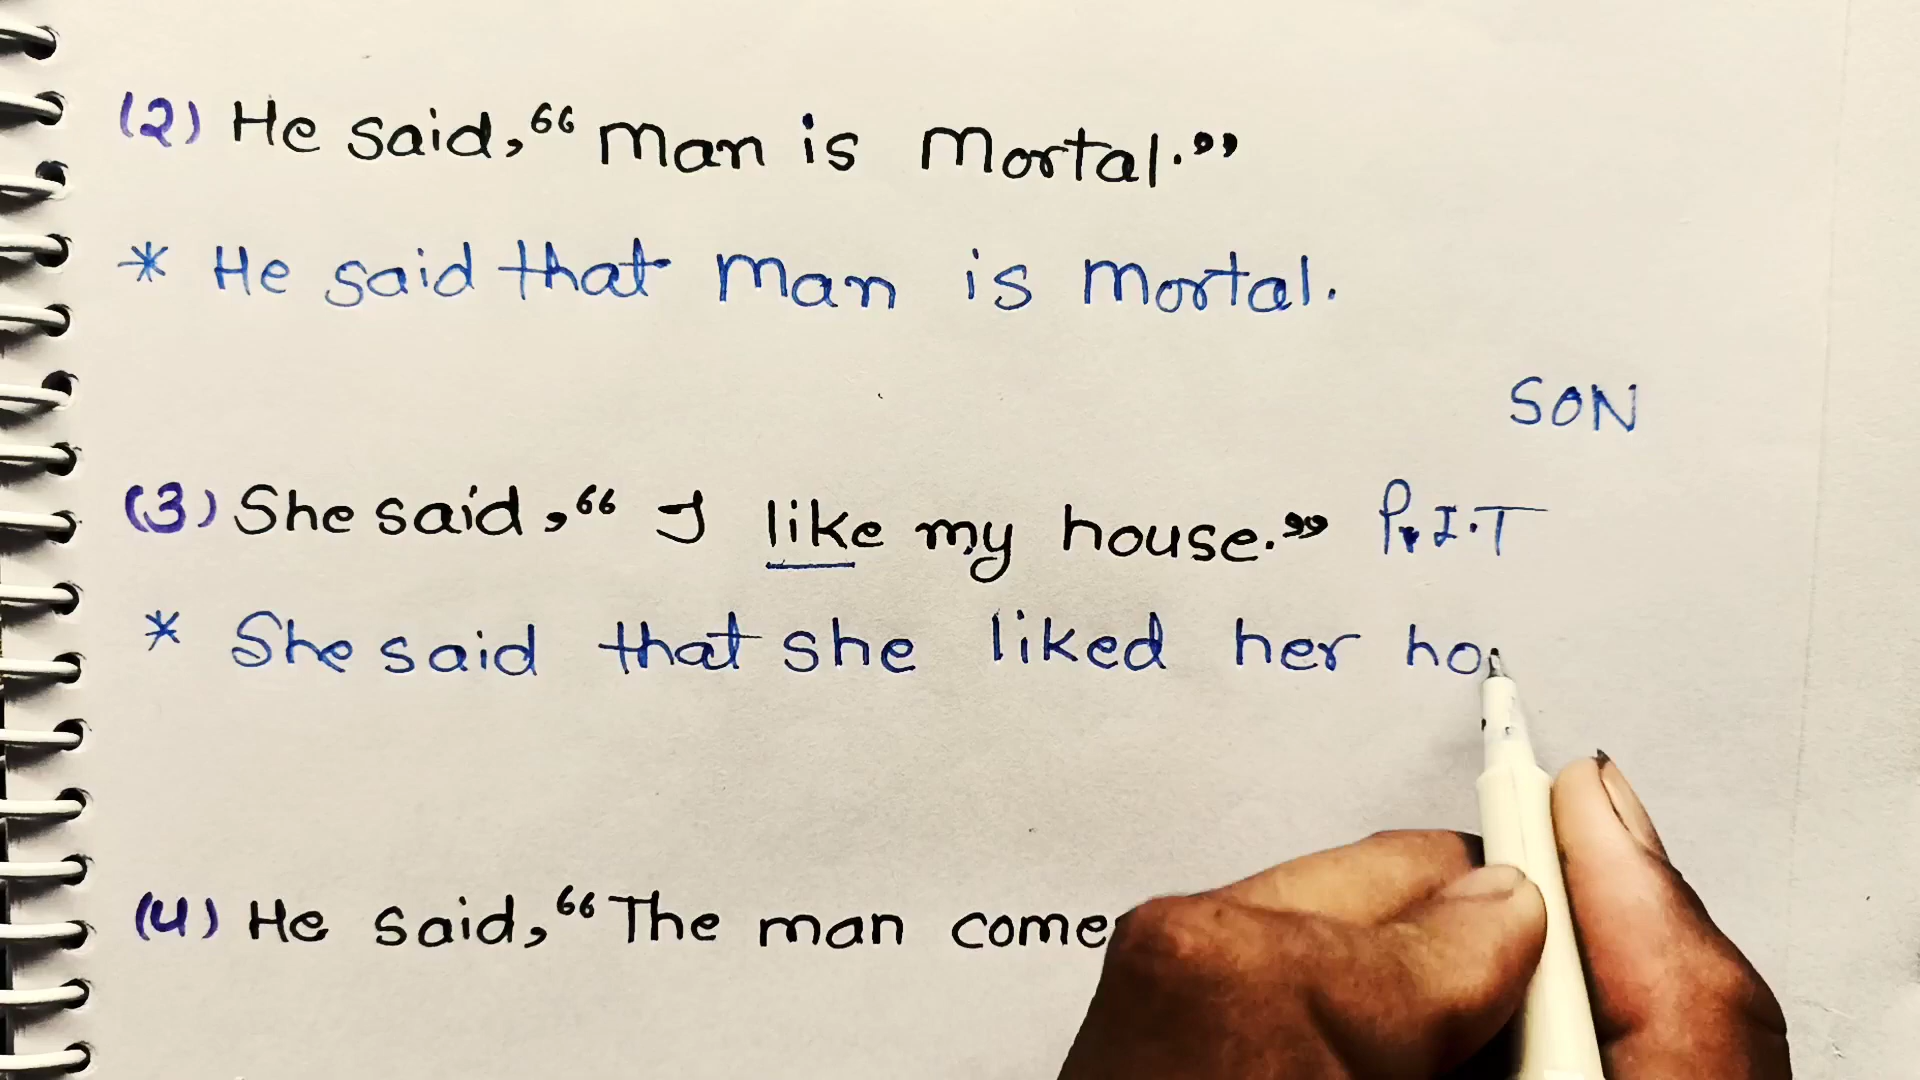 (2) He said, “Man is Mortal.”
* He said that Man is Mortal.
SON
(3) She said, “I like my house.” Pr.I.T
* She said that she liked her ho
(4) He said, “The man come